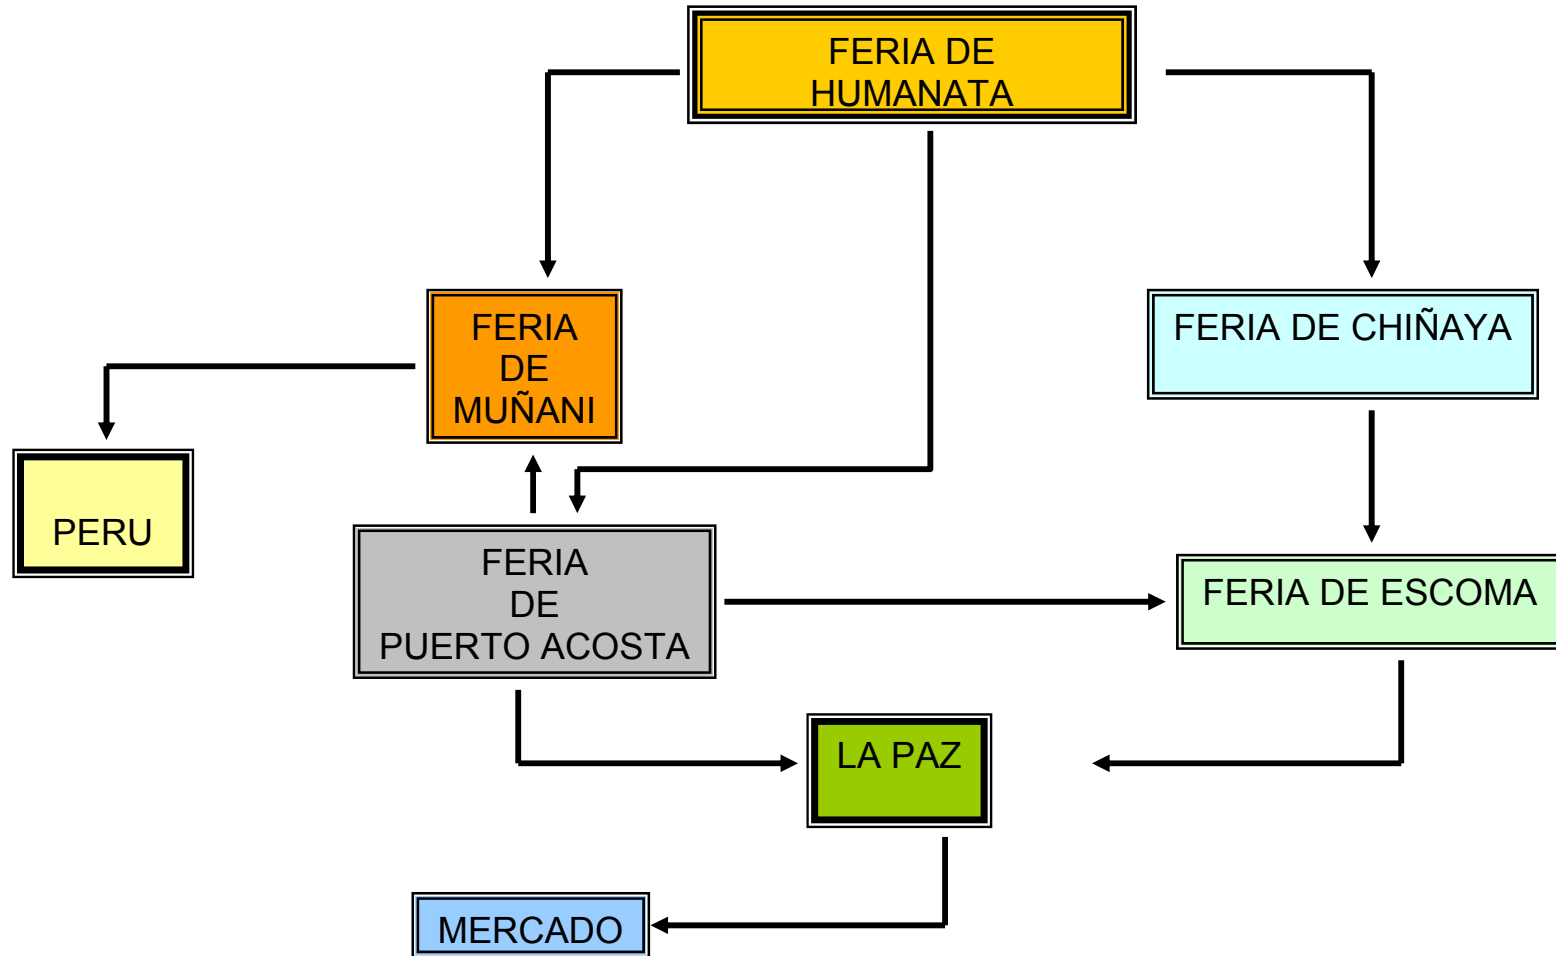 FERIA DE
HUMANATA
FERIA
DE
MUÑANI
FERIA DE CHIÑAYA
PERU
FERIA
DE
PUERTO ACOSTA
FERIA DE ESCOMA
LA PAZ
MERCADO